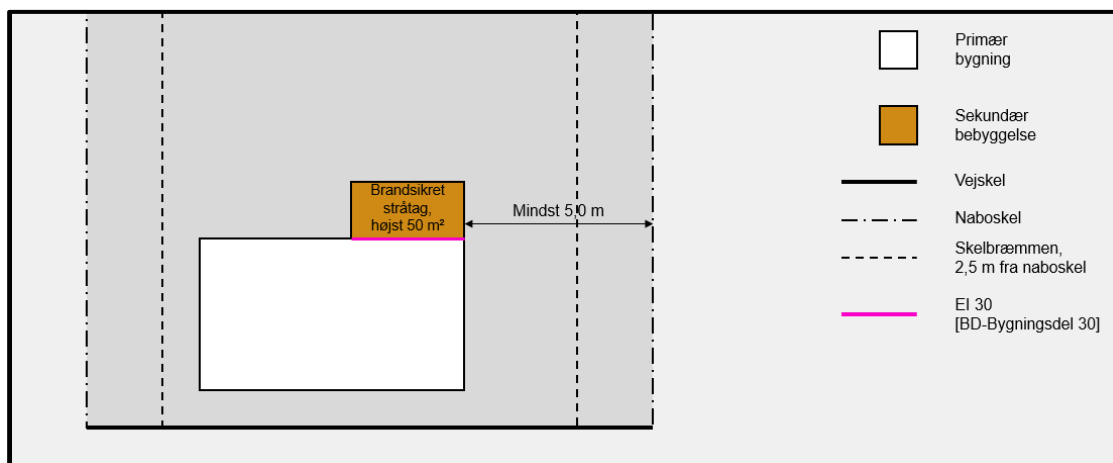 Brandsikret
stråtag,
højst 50 m²
Mindst 5,0 m
Primær
bygning
Sekundær
bebyggelse
Vejskel
Naboskel
Skelbræmmen,
2,5 m fra naboskel
EI 30
[BD-Bygningsdel 30]